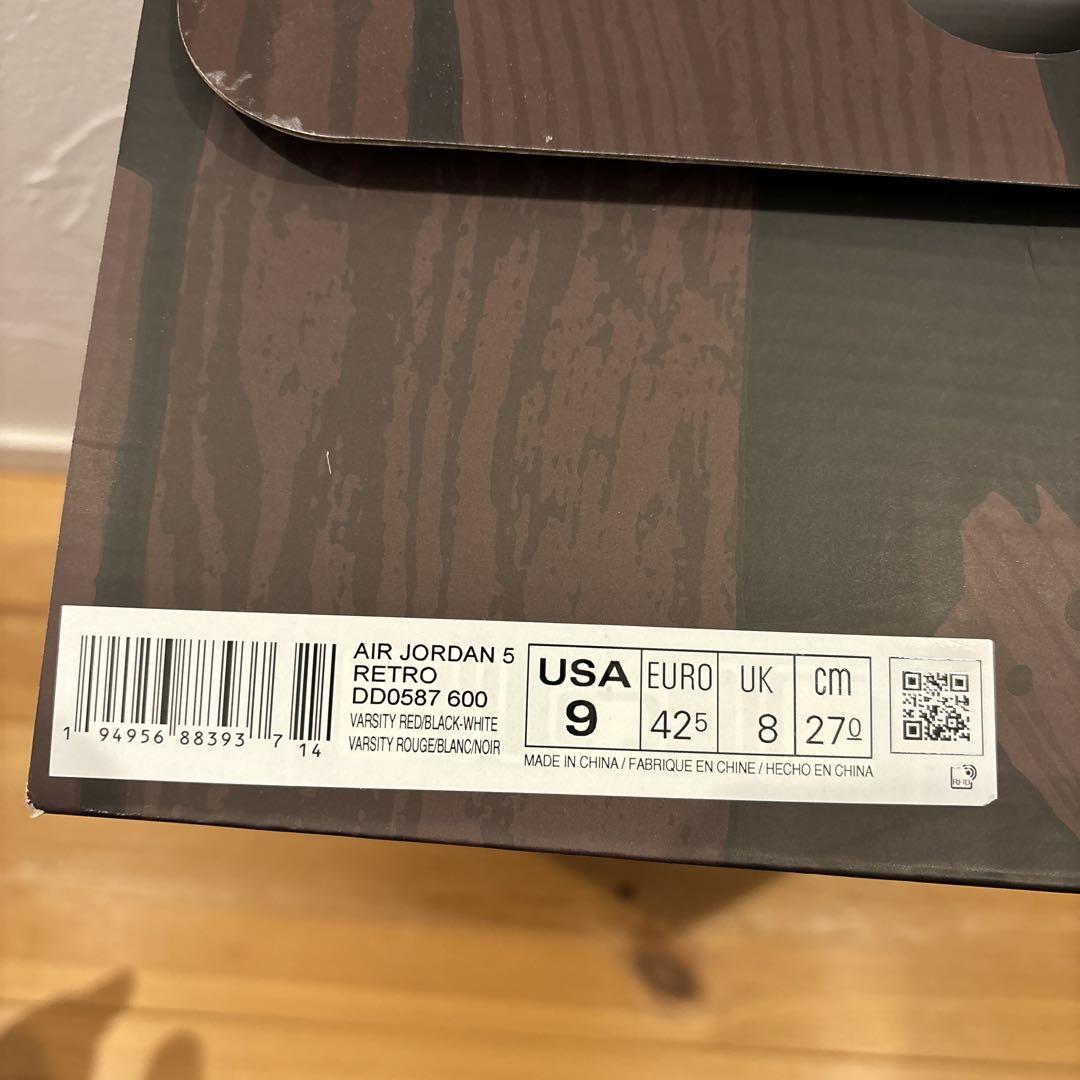 AIR JORDAN 5
RETRO
DD0587 600
VARSITY RED/BLACK-WHITE
VARSITY ROUGE/BLANC/NOIR
1 94956 88393 7 14
USA
9
EURO
42 5
UK
8
cm
27 0
MADE IN CHINA / FABRIQUE EN CHINE / HECHO EN CHINA
RFID